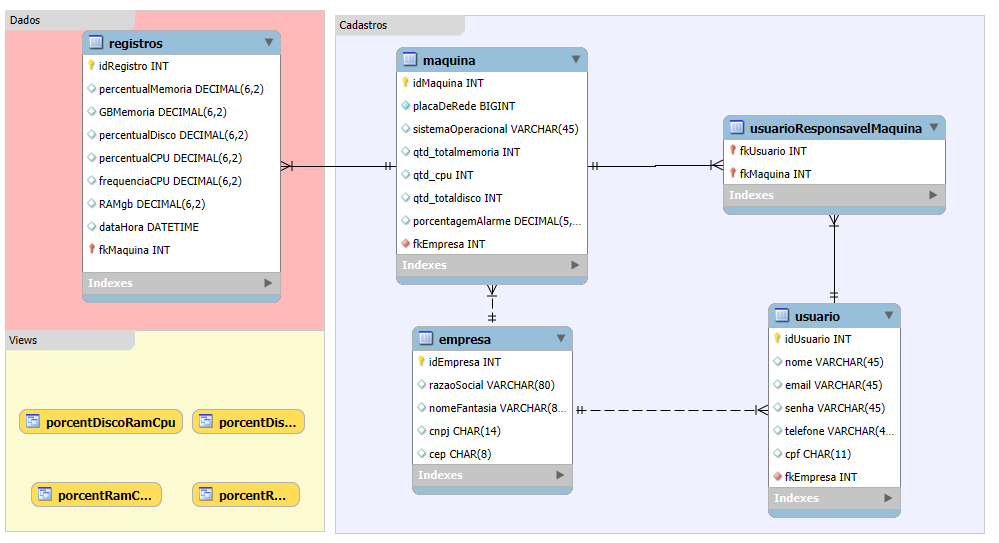 Dados
registros
idRegistro INT
percentualMemoria DECIMAL(6,2)
GBMemoria DECIMAL(6,2)
percentualDisco DECIMAL(6,2)
percentualCPU DECIMAL(6,2)
frequenciaCPU DECIMAL(6,2)
RAMgb DECIMAL(6,2)
dataHora DATETIME
fkMaquina INT
Indexes
Views
porcentDiscoRamCpu
porcentDis...
porcentRamC...
porcentR...
Cadastros
maquina
idMaquina INT
placaDeRede BIGINT
sistemaOperacional VARCHAR(45)
qtd_totalmemoria INT
qtd_cpu INT
qtd_totaldisco INT
porcentagemAlarme DECIMAL(5,...
fkEmpresa INT
Indexes
usuarioResponsavelMaquina
fkUsuario INT
fkMaquina INT
Indexes
empresa
idEmpresa INT
razaoSocial VARCHAR(80)
nomeFantasia VARCHAR(8...
cnpj CHAR(14)
cep CHAR(8)
Indexes
usuario
idUsuario INT
nome VARCHAR(45)
email VARCHAR(45)
senha VARCHAR(45)
telefone VARCHAR(4...
cpf CHAR(11)
fkEmpresa INT
Indexes